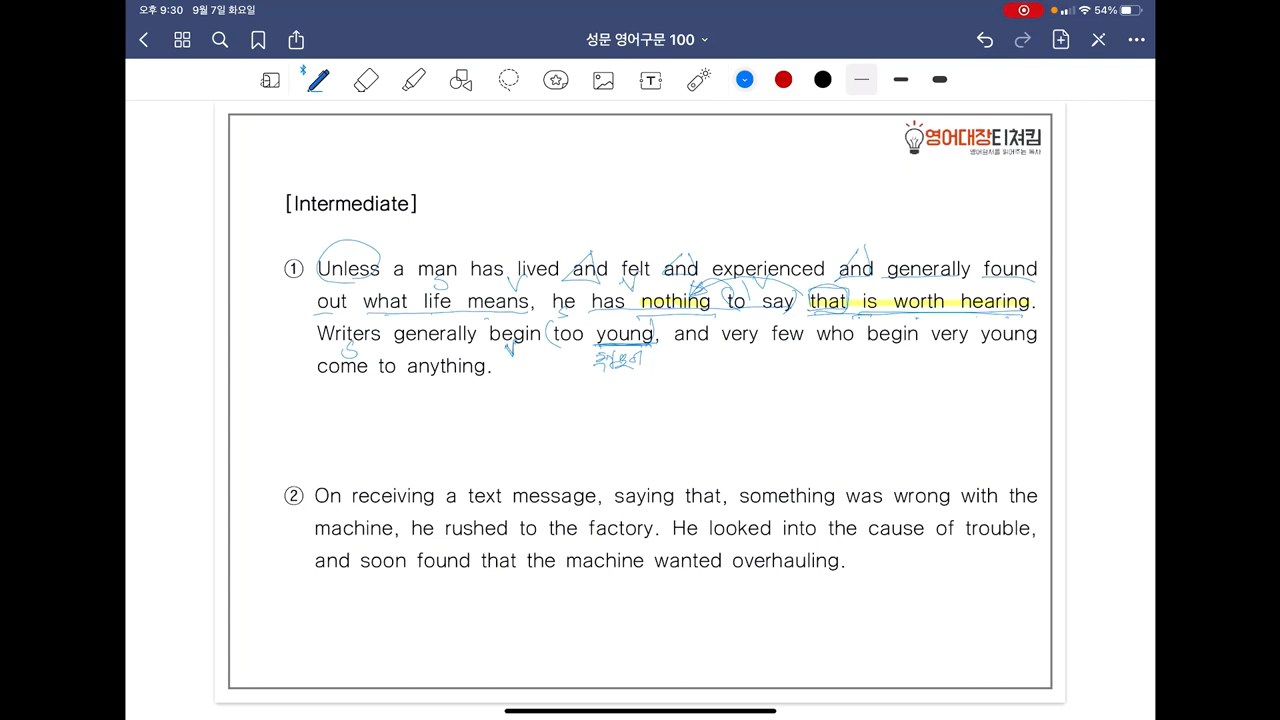 오후 9:30 9월 7일 화요일
54%
성문 영어구문 100
영어대장티쳐킴
[Intermediate]
① Unless a man has lived and felt and experienced and generally found
out what life means, he has nothing to say that is worth hearing.
Writers generally begin too young, and very few who begin very young
come to anything.
② On receiving a text message, saying that, something was wrong with the
machine, he rushed to the factory. He looked into the cause of trouble,
and soon found that the machine wanted overhauling.